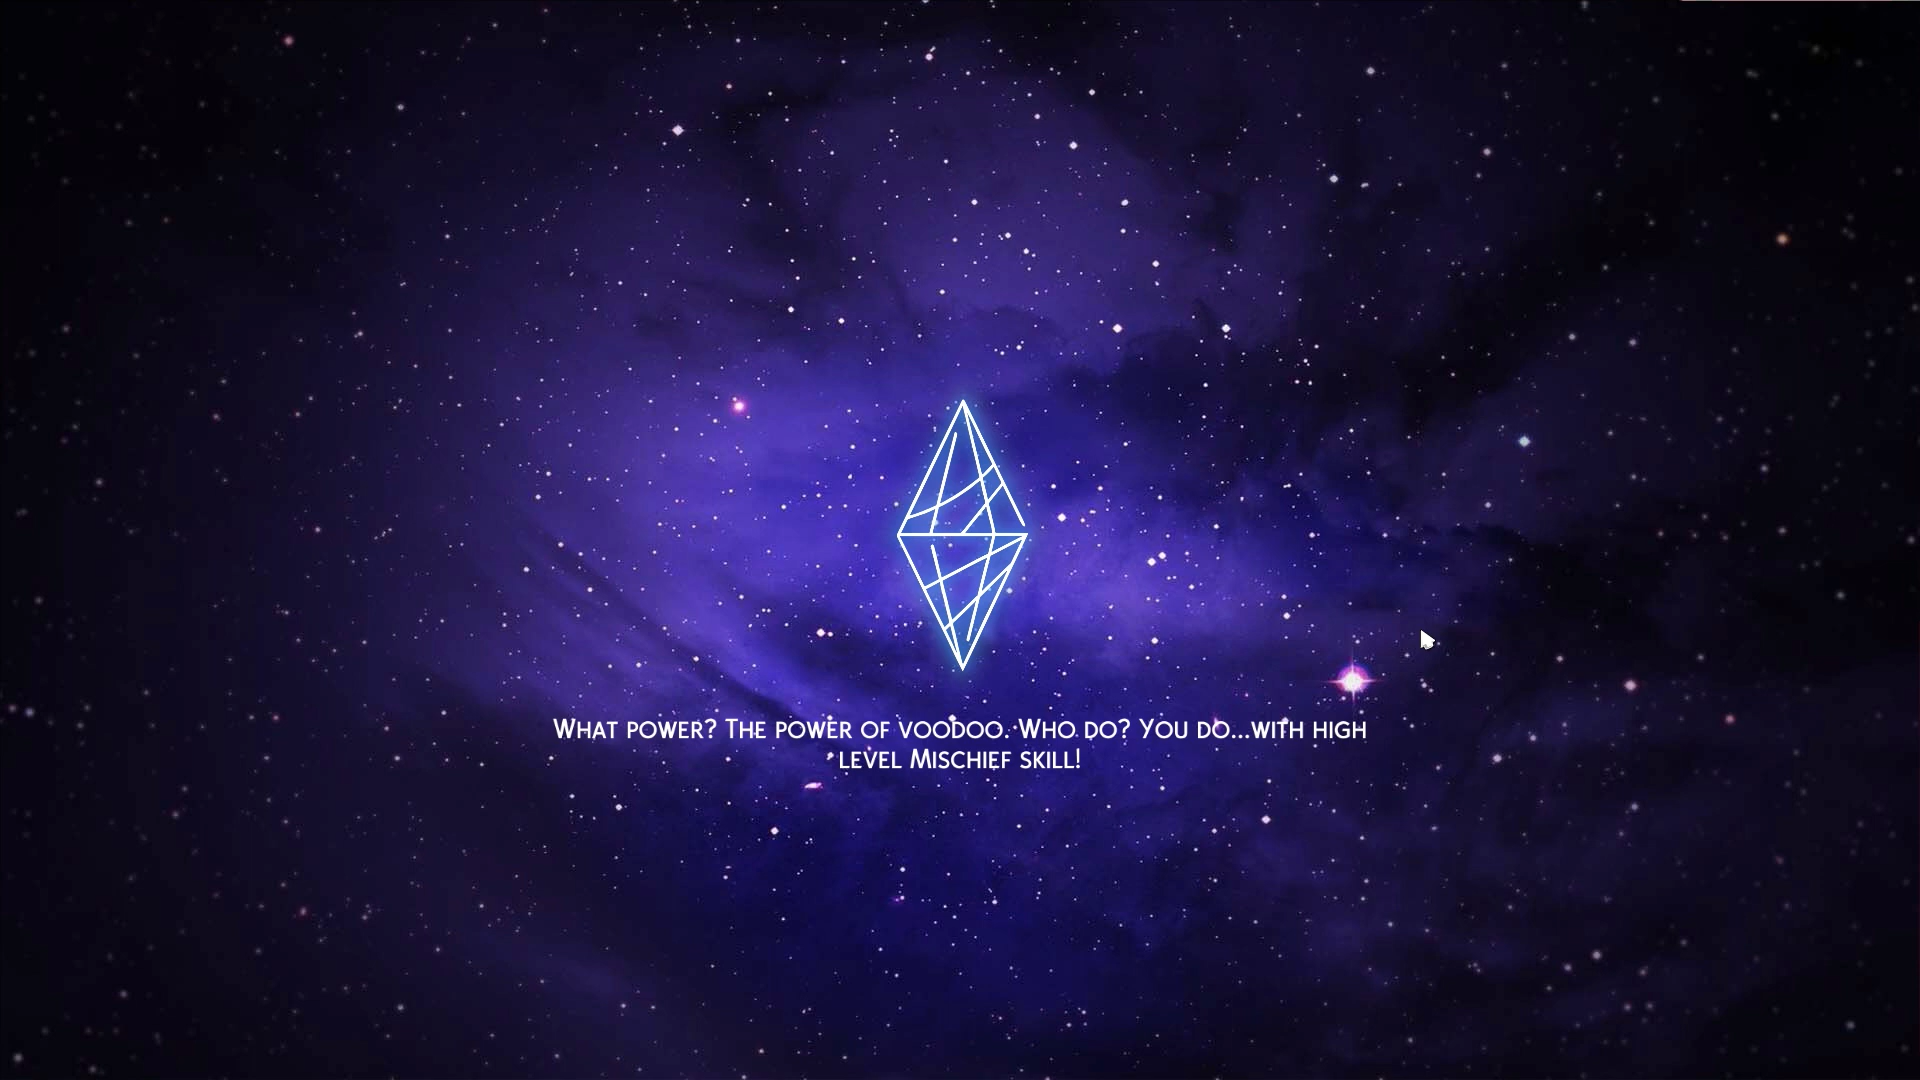 What power? The power of voodoo. Who do? You do...with high
level Mischief skill!